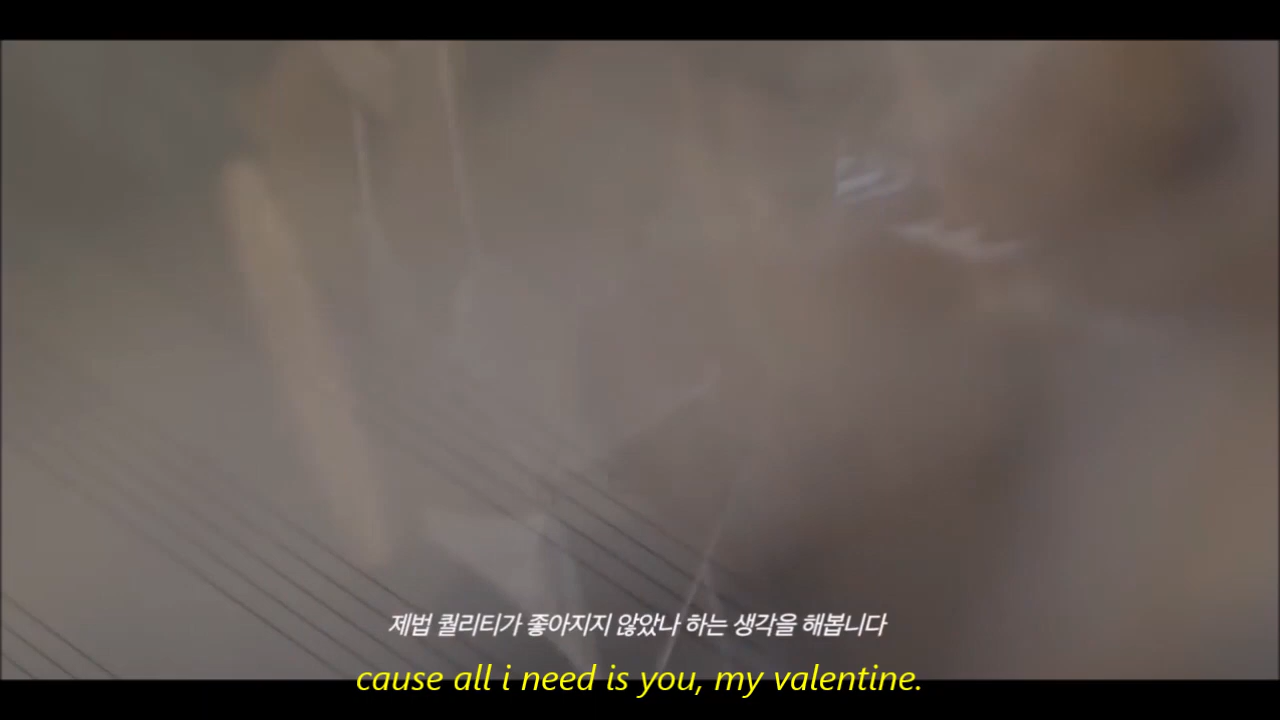 제법 퀄리티가 좋아지지 않았나 하는 생각을 해봅니다
cause all i need is you, my valentine.